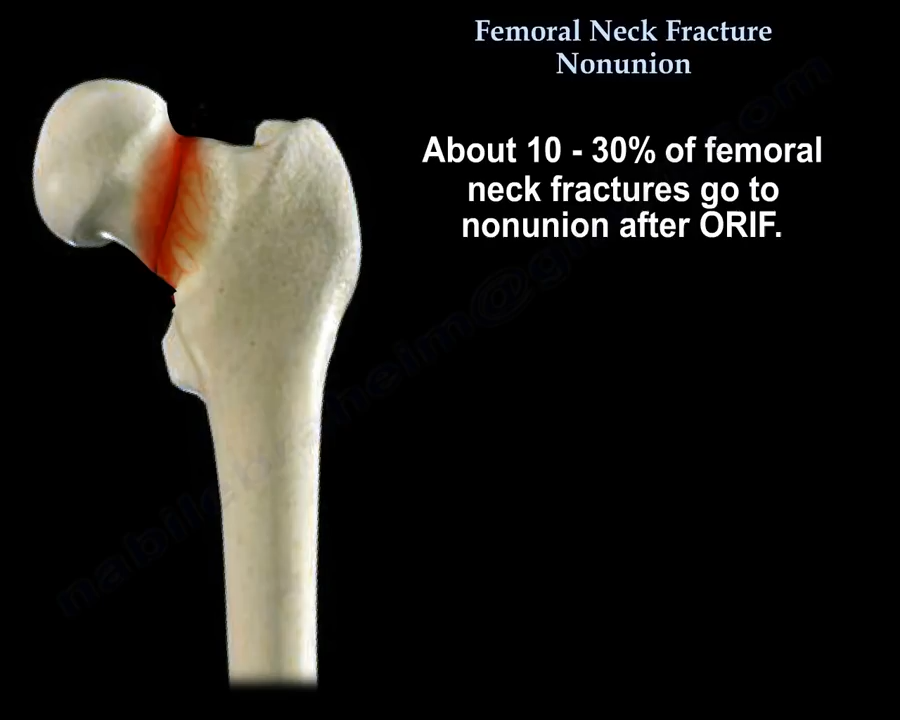 Femoral Neck Fracture
Nonunion
About 10 - 30% of femoral
neck fractures go to
nonunion after ORIF.